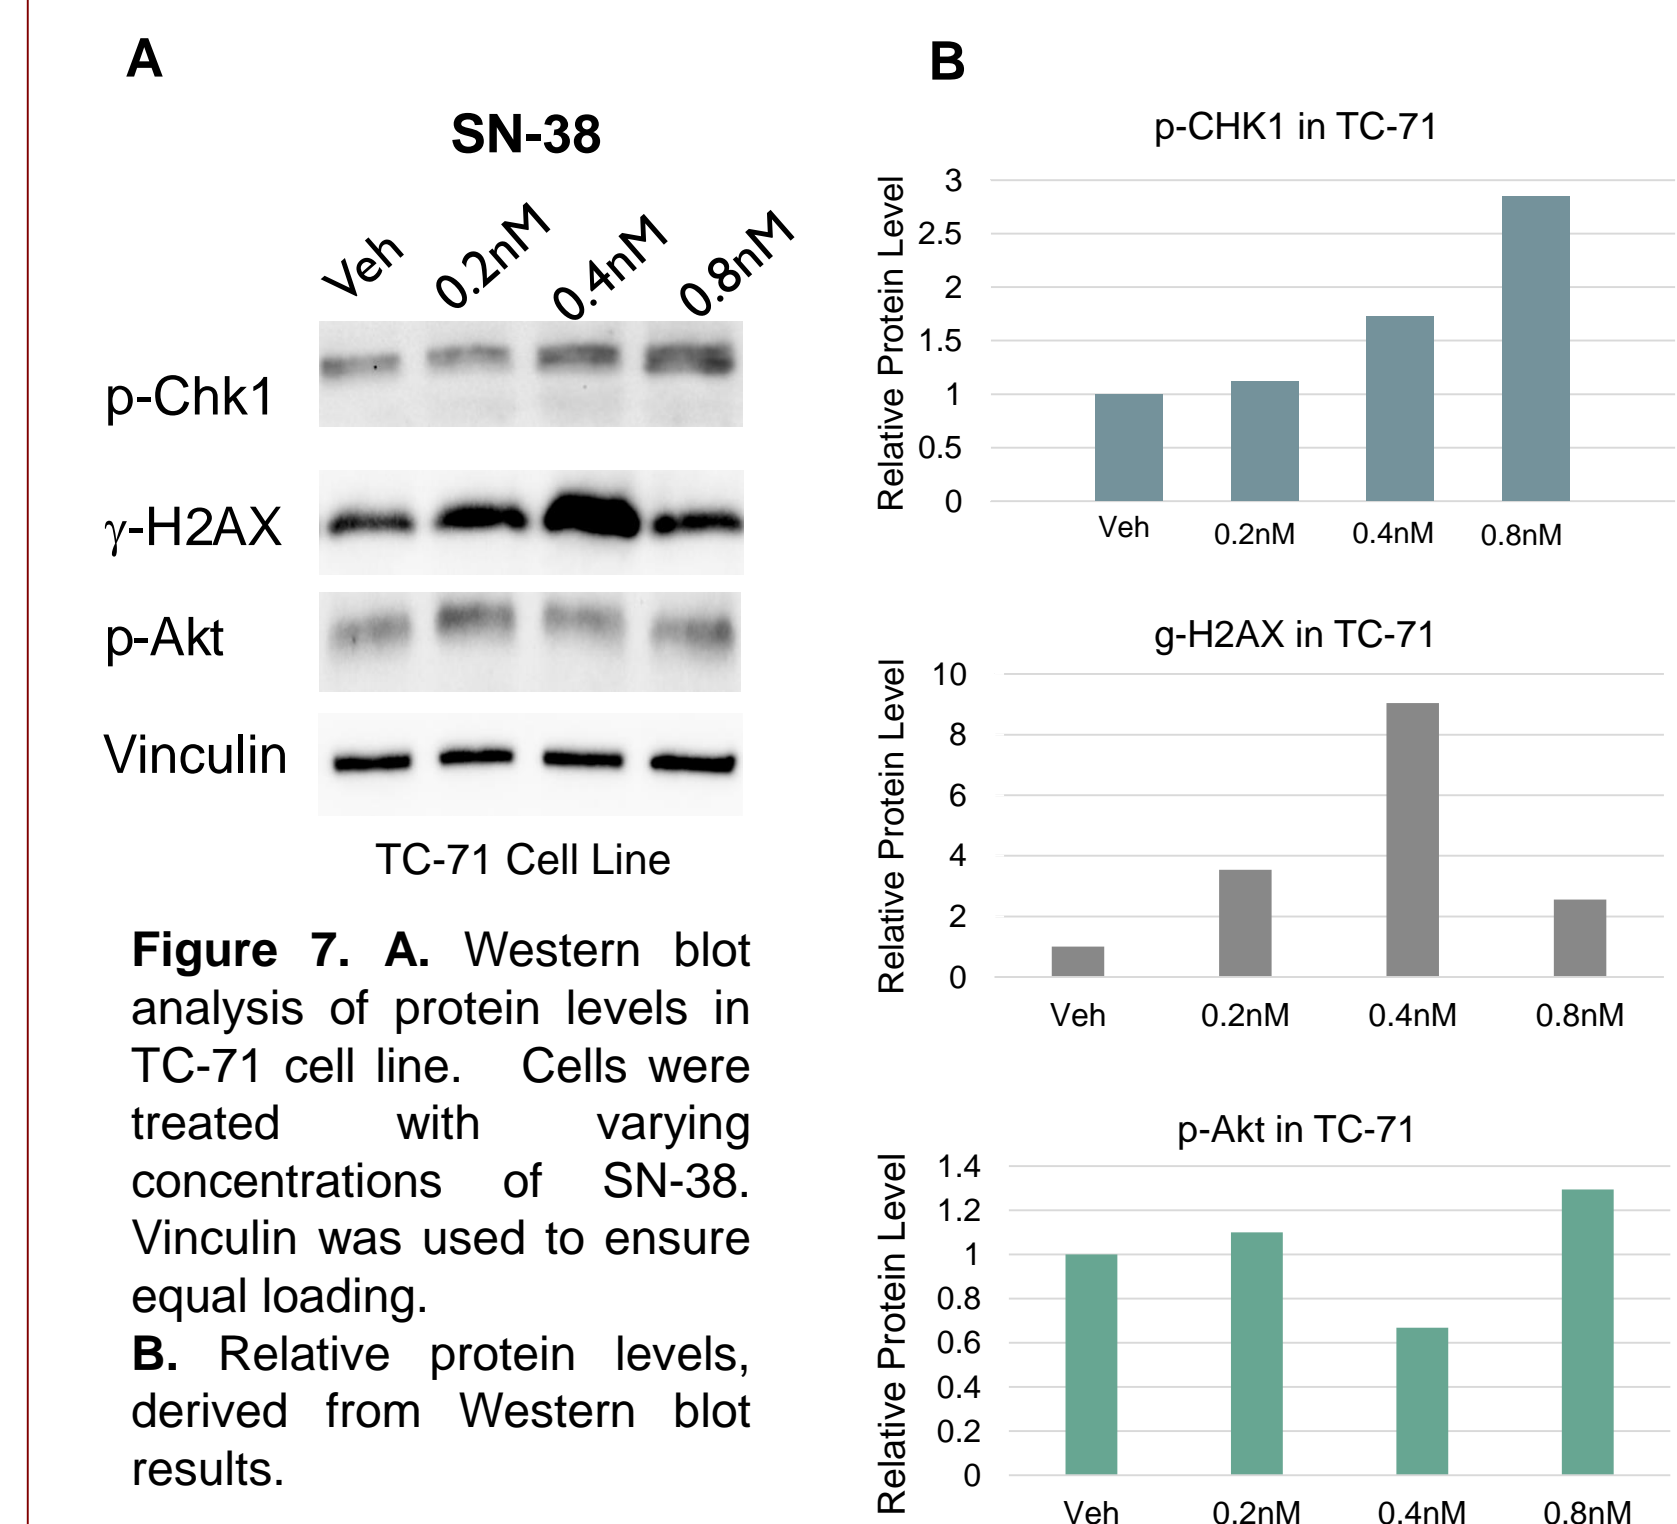 A
SN-38
Veh
0.2nM
0.4nM
0.8nM
p-Chk1
γ-H2AX
p-Akt
Vinculin
TC-71 Cell Line
Figure 7. A. Western blot
analysis of protein levels in
TC-71 cell line. Cells were
treated with varying
concentrations of SN-38.
Vinculin was used to ensure
equal loading.
B. Relative protein levels,
derived from Western blot
results.
B
p-CHK1 in TC-71
Relative Protein Level
3
2.5
2
1.5
1
0.5
0
Veh
0.2nM
0.4nM
0.8nM
g-H2AX in TC-71
Relative Protein Level
10
8
6
4
2
0
Veh
0.2nM
0.4nM
0.8nM
p-Akt in TC-71
Relative Protein Level
1.4
1.2
1
0.8
0.6
0.4
0.2
0
Veh
0.2nM
0.4nM
0.8nM